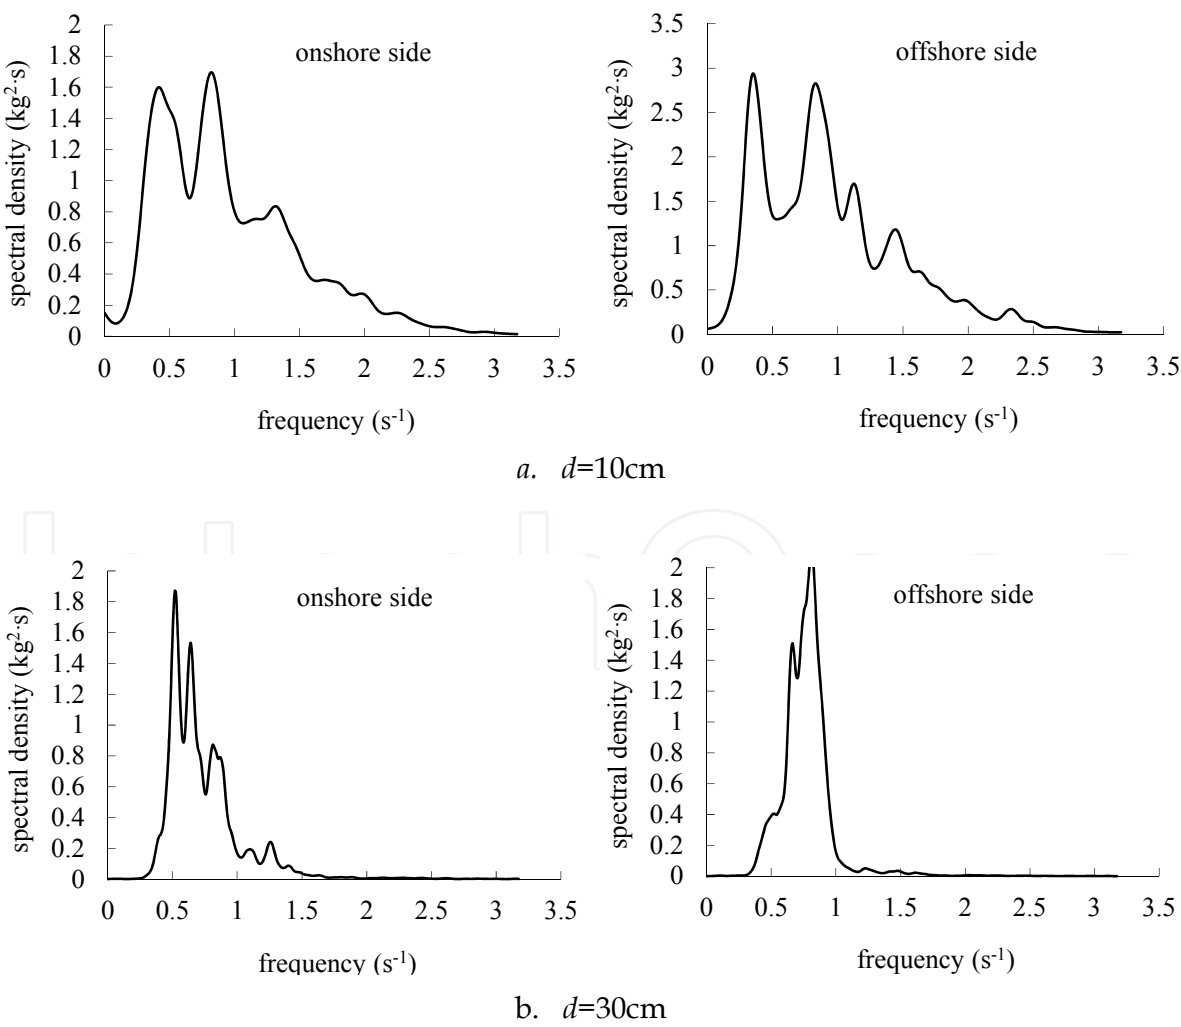 onshore side
spectral density (kg²·s)
2
1.8
1.6
1.4
1.2
1
0.8
0.6
0.4
0.2
0
0 0.5 1 1.5 2 2.5 3 3.5
frequency (s⁻¹)
offshore side
spectral density (kg²·s)
3.5
3
2.5
2
1.5
1
0.5
0
0 0.5 1 1.5 2 2.5 3 3.5
frequency (s⁻¹)
a. d=10cm
onshore side
spectral density (kg²·s)
2
1.8
1.6
1.4
1.2
1
0.8
0.6
0.4
0.2
0
0 0.5 1 1.5 2 2.5 3 3.5
frequency (s⁻¹)
offshore side
spectral density (kg²·s)
2
1.8
1.6
1.4
1.2
1
0.8
0.6
0.4
0.2
0
0 0.5 1 1.5 2 2.5 3 3.5
frequency (s⁻¹)
b. d=30cm